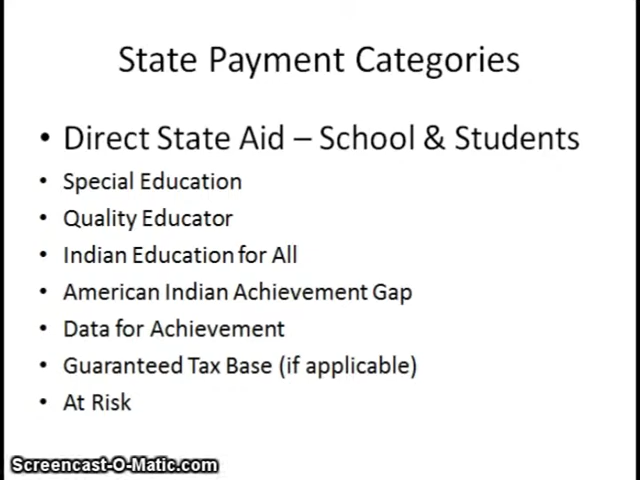 State Payment Categories
• Direct State Aid – School & Students
• Special Education
• Quality Educator
• Indian Education for All
• American Indian Achievement Gap
• Data for Achievement
• Guaranteed Tax Base (if applicable)
• At Risk
Screencast-O-Matic.com